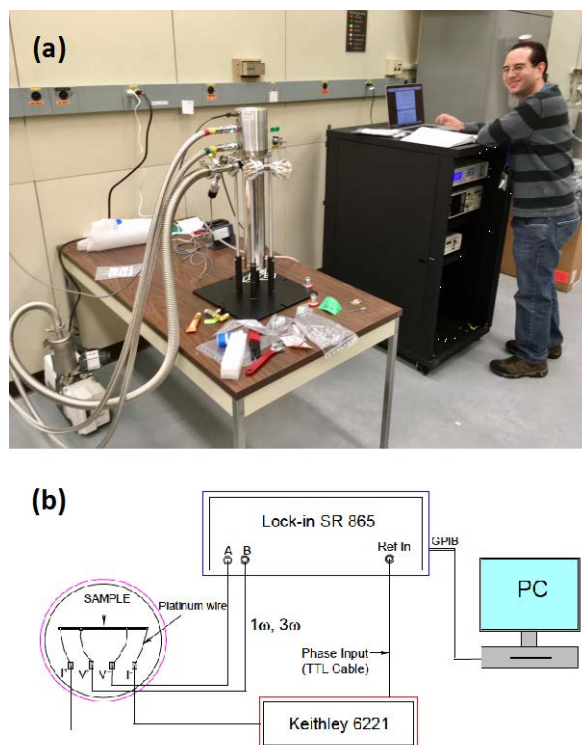 (a)
(b)
Lock-in SR 865
A B
Ref In
GPIB
PC
SAMPLE
Platinum wire
1ω, 3ω
I⁺ V⁺ V⁻ I⁻
Phase Input
(TTL Cable)
Keithley 6221